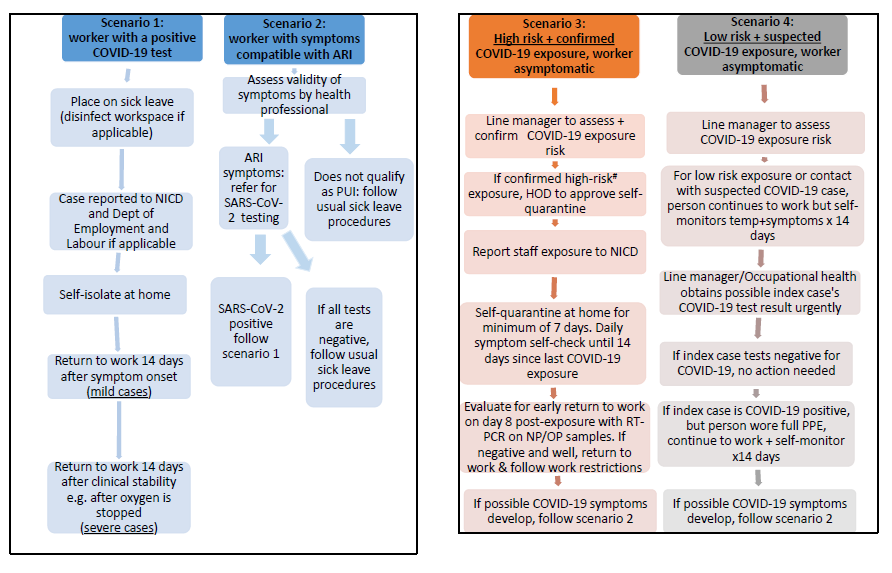 Scenario 1:
worker with a positive
COVID-19 test
Place on sick leave
(disinfect workspace if
applicable)
Case reported to NICD
and Dept of
Employment and
Labour if applicable
Self-isolate at home
Return to work 14 days
after symptom onset
(mild cases)
Return to work 14 days
after clinical stability
e.g. after oxygen is
stopped
(severe cases)
Scenario 2:
worker with symptoms
compatible with ARI
Assess validity of
symptoms by health
professional
ARI
symptoms:
refer for
SARS-CoV-
2 testing
Does not qualify
as PUI: follow
usual sick leave
procedures
SARS-CoV-2
positive
follow
scenario 1
If all tests
are
negative,
follow usual
sick leave
procedures
Scenario 3:
High risk + confirmed
COVID-19 exposure, worker
asymptomatic
Line manager to assess +
confirm COVID-19 exposure
risk
If confirmed high-risk#
exposure, HOD to approve self-
quarantine
Report staff exposure to NICD
Self-quarantine at home for
minimum of 7 days. Daily
symptom self-check until 14
days since last COVID-19
exposure
Evaluate for early return to work
on day 8 post-exposure with RT-
PCR on NP/OP samples. If
negative and well, return to
work & follow work restrictions
If possible COVID-19 symptoms
develop, follow scenario 2
Scenario 4:
Low risk + suspected
COVID-19 exposure, worker
asymptomatic
Line manager to assess
COVID-19 exposure risk
For low risk exposure or contact
with suspected COVID-19 case,
person continues to work but self-
monitors temp+symptoms x 14
days
Line manager/Occupational health
obtains possible index case's
COVID-19 test result urgently
If index case tests negative for
COVID-19, no action needed
If index case is COVID-19 positive,
but person wore full PPE,
continue to work + self-monitor
x14 days
If possible COVID-19 symptoms
develop, follow scenario 2